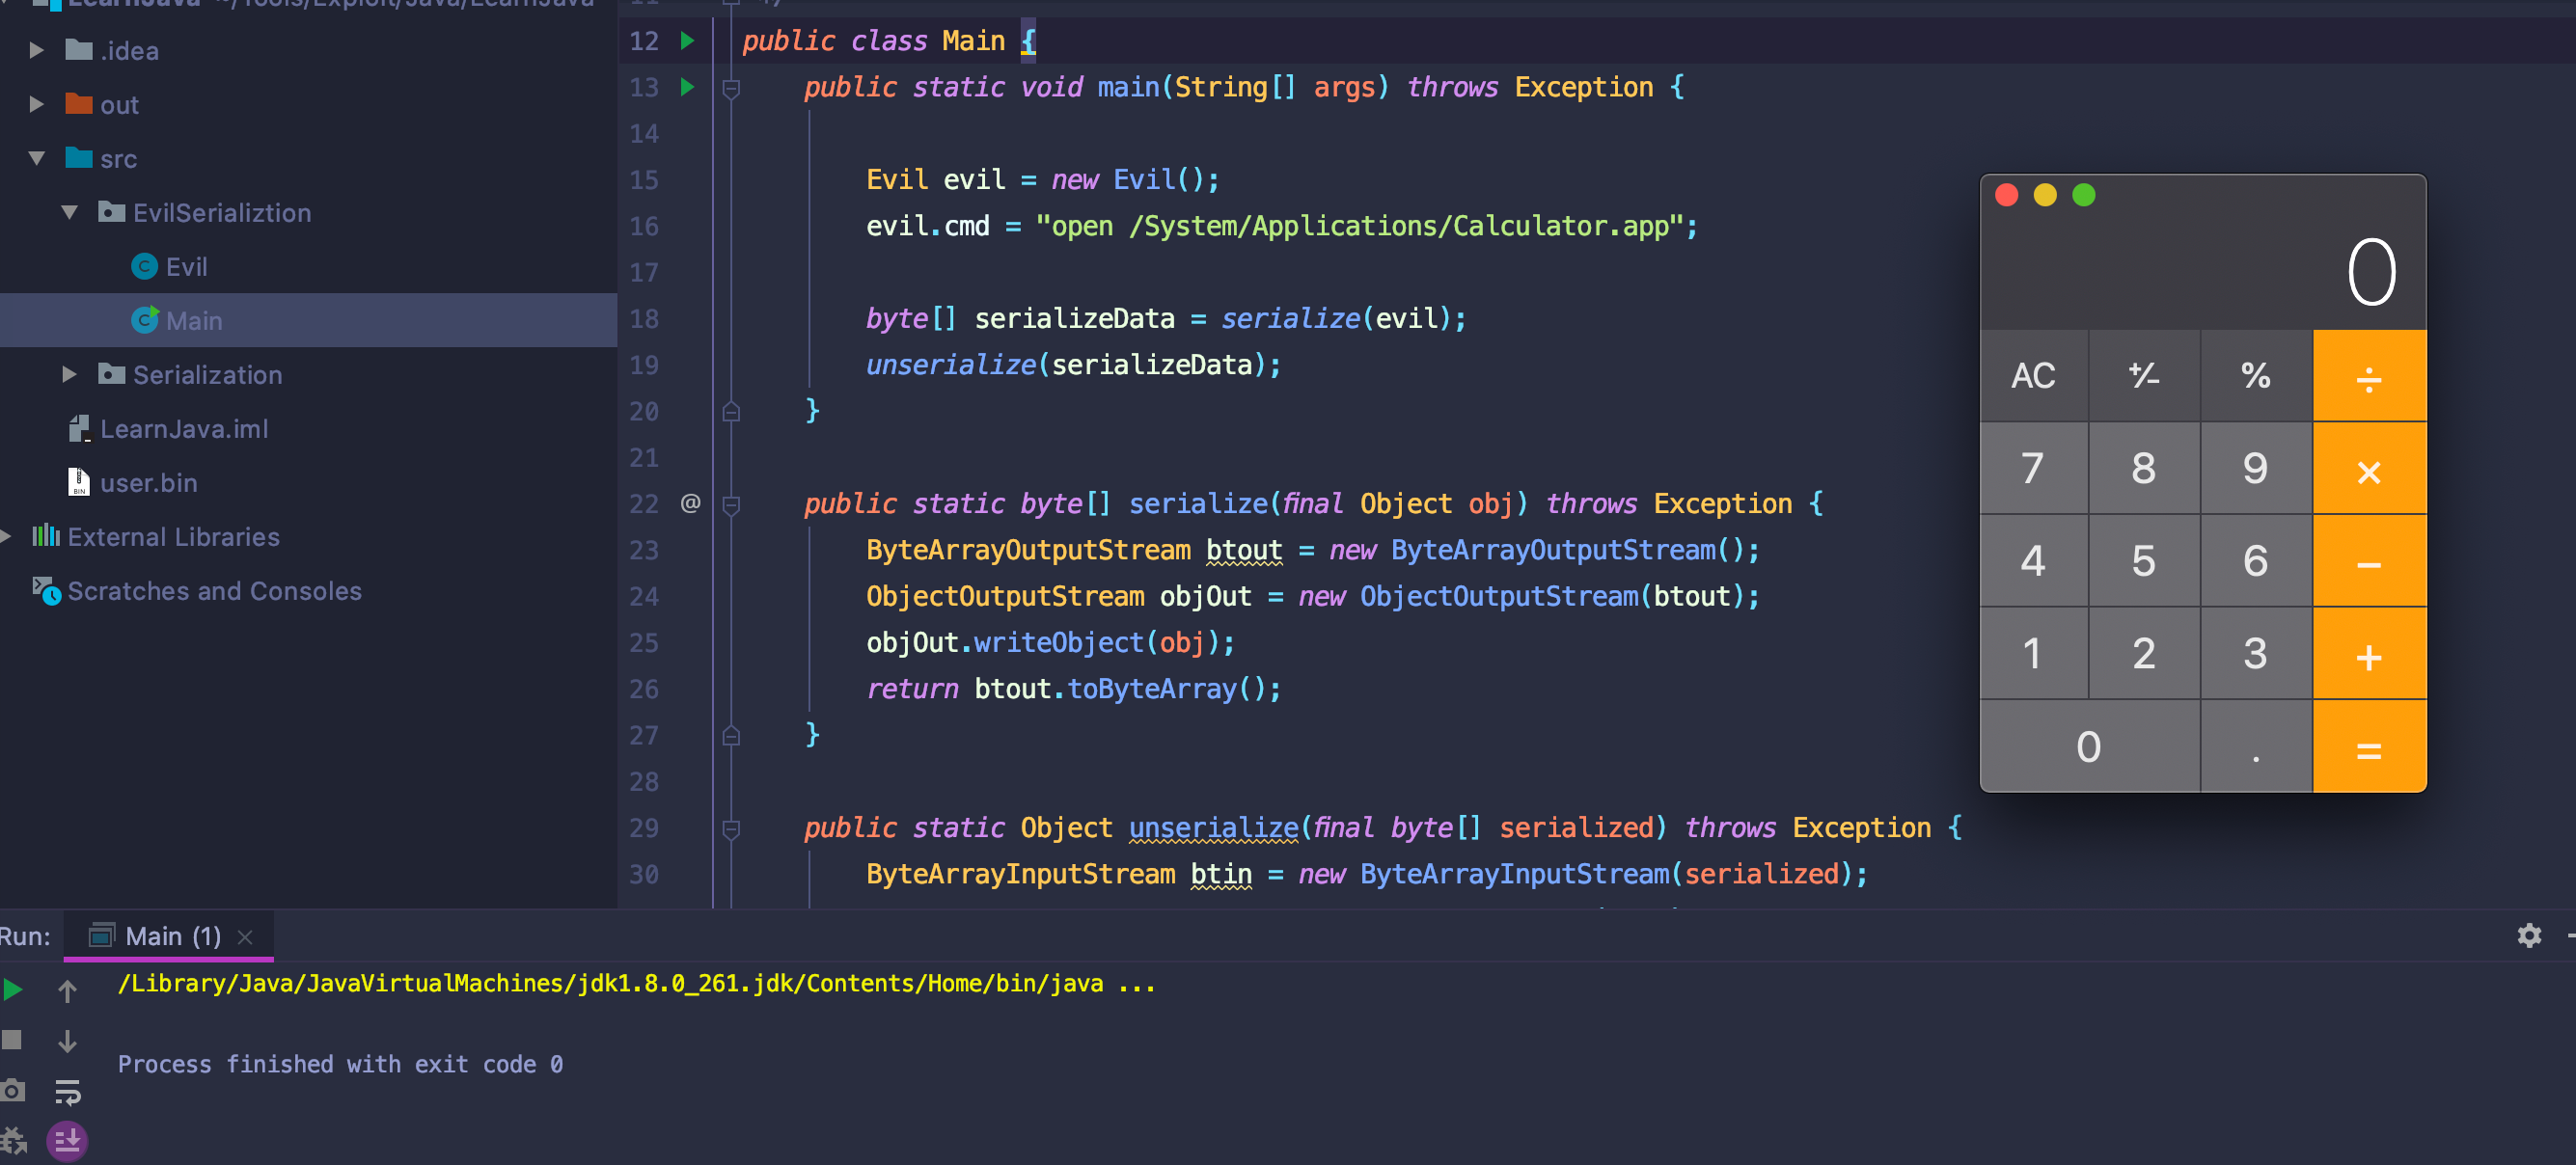 LearnJava ~/Tools/Exploit/Java/LearnJava
.idea
out
src
EvilSerializtion
Evil
Main
Serialization
LearnJava.iml
user.bin
External Libraries
Scratches and Consoles
11 */
12 public class Main {
13 public static void main(String[] args) throws Exception {
14
15 Evil evil = new Evil();
16 evil.cmd = "open /System/Applications/Calculator.app";
17
18 byte[] serializeData = serialize(evil);
19 unserialize(serializeData);
20 }
21
22 @ public static byte[] serialize(final Object obj) throws Exception {
23 ByteArrayOutputStream btout = new ByteArrayOutputStream();
24 ObjectOutputStream objOut = new ObjectOutputStream(btout);
25 objOut.writeObject(obj);
26 return btout.toByteArray();
27 }
28
29 public static Object unserialize(final byte[] serialized) throws Exception {
30 ByteArrayInputStream btin = new ByteArrayInputStream(serialized);
0
AC +/- % ÷
7 8 9 ×
4 5 6 −
1 2 3 +
0 . =
Run: Main (1) ×
/Library/Java/JavaVirtualMachines/jdk1.8.0_261.jdk/Contents/Home/bin/java ...
Process finished with exit code 0